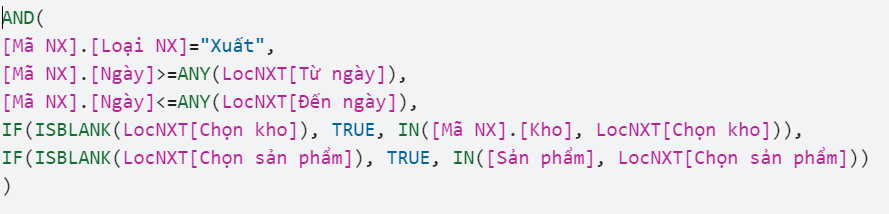 AND(
[Mã NX].[Loại NX]="Xuất",
[Mã NX].[Ngày]>=ANY(LocNXT[Từ ngày]),
[Mã NX].[Ngày]<=ANY(LocNXT[Đến ngày]),
IF(ISBLANK(LocNXT[Chọn kho]), TRUE, IN([Mã NX].[Kho], LocNXT[Chọn kho])),
IF(ISBLANK(LocNXT[Chọn sản phẩm]), TRUE, IN([Sản phẩm], LocNXT[Chọn sản phẩm]))
)